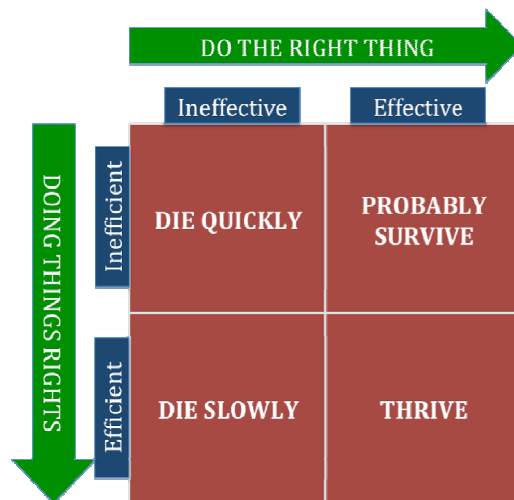 DO THE RIGHT THING
Ineffective
Effective
DOING THINGS RIGHTS
Inefficient
DIE QUICKLY
PROBABLY
SURVIVE
Efficient
DIE SLOWLY
THRIVE